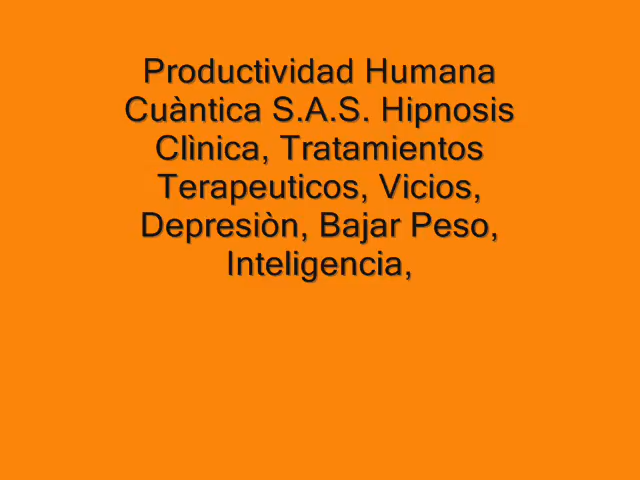 Productividad Humana
Cuàntica S.A.S. Hipnosis
Clìnica, Tratamientos
Terapeuticos, Vicios,
Depresiòn, Bajar Peso,
Inteligencia,